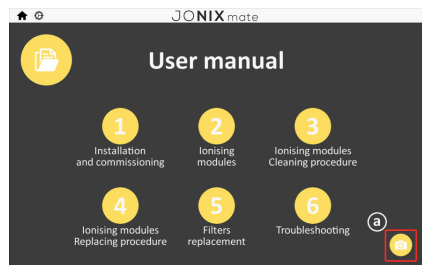 JONIX mate
User manual
1
Installation
and commissioning
2
Ionising
modules
3
Ionising modules
Cleaning procedure
4
Ionising modules
Replacing procedure
5
Filters
replacement
6
Troubleshooting
a